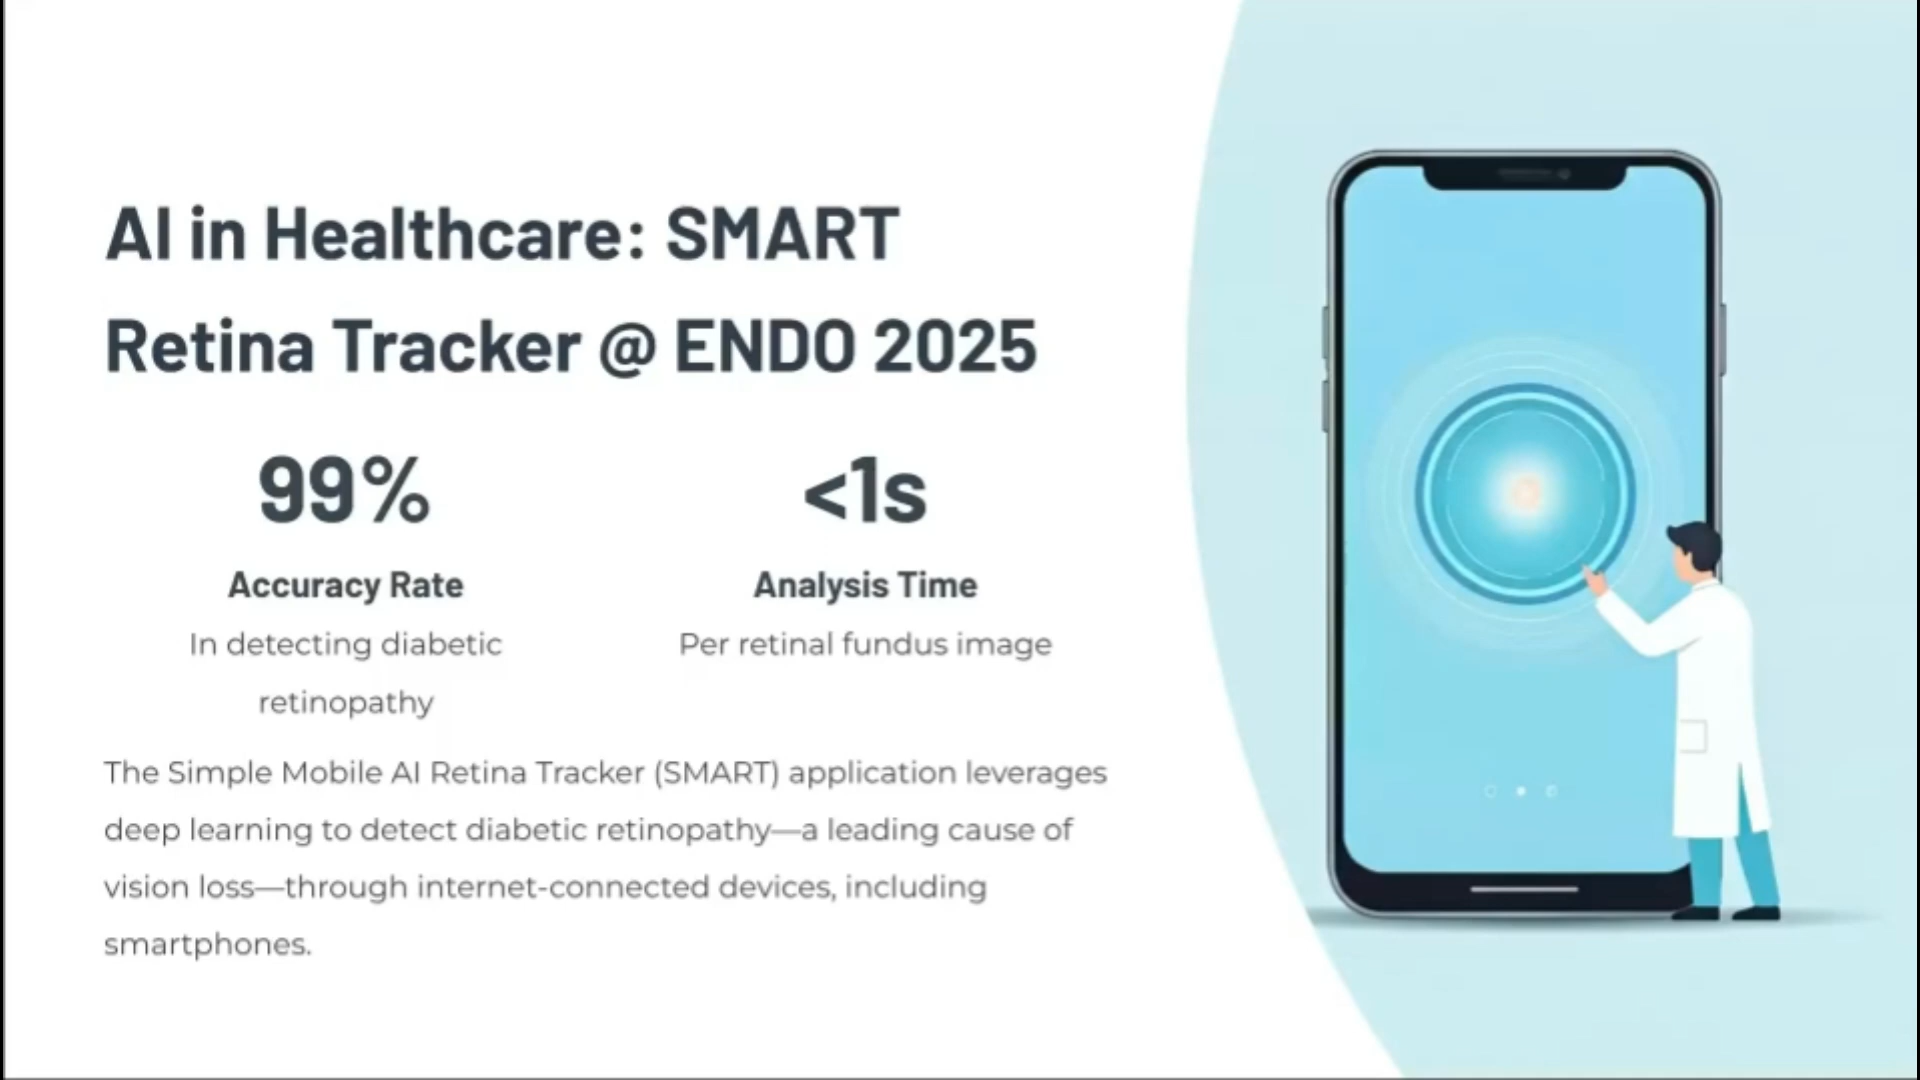 AI in Healthcare: SMART
Retina Tracker @ ENDO 2025
99%
Accuracy Rate
In detecting diabetic
retinopathy
<1s
Analysis Time
Per retinal fundus image
The Simple Mobile AI Retina Tracker (SMART) application leverages
deep learning to detect diabetic retinopathy—a leading cause of
vision loss—through internet-connected devices, including
smartphones.